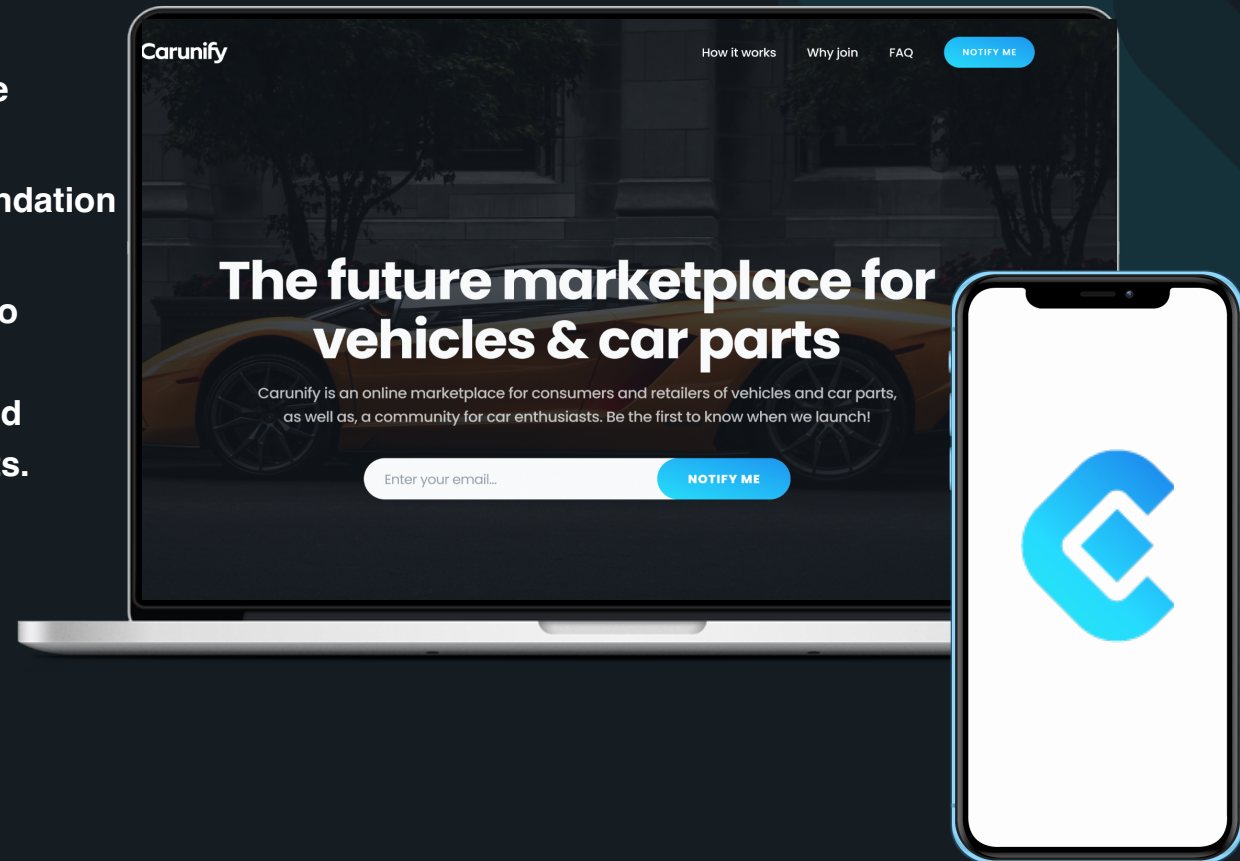 Carunify
How it works
Why join
FAQ
NOTIFY ME
The future marketplace for
vehicles & car parts
Carunify is an online marketplace for consumers and retailers of vehicles and car parts,
as well as, a community for car enthusiasts. Be the first to know when we launch!
Enter your email...
NOTIFY ME